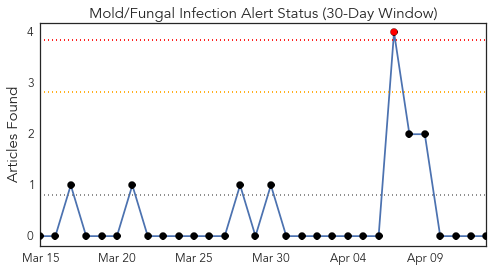 Mold/Fungal Infection Alert Status (30-Day Window)
Articles Found
4
3
2
1
0
Mar 15 Mar 20 Mar 25 Mar 30 Apr 04 Apr 09